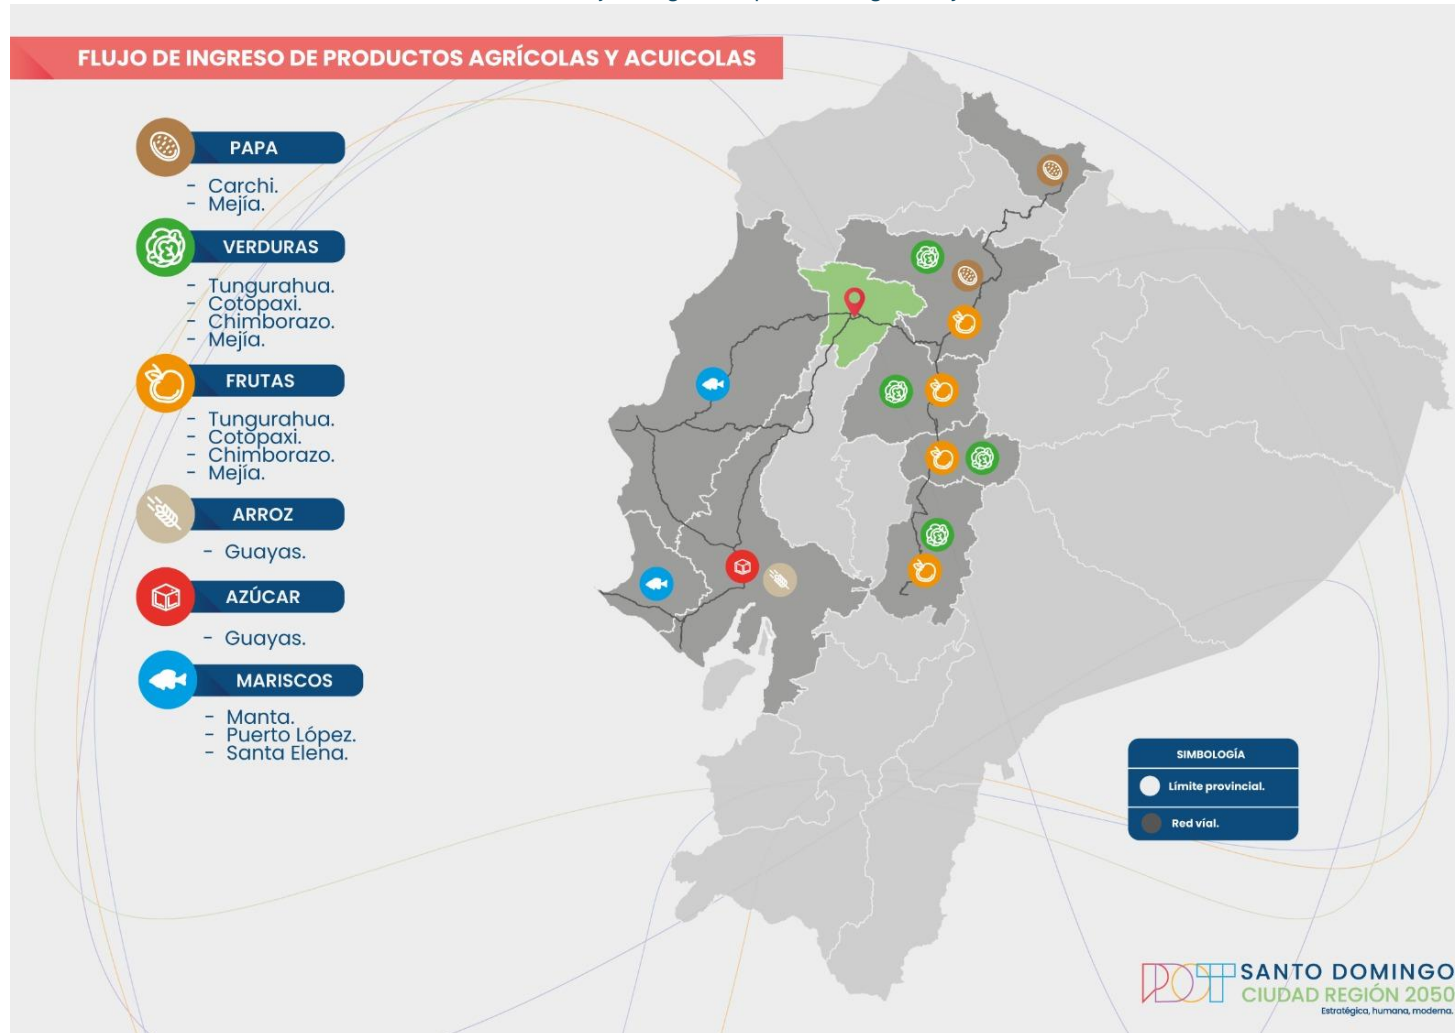 FLUJO DE INGRESO DE PRODUCTOS AGRÍCOLAS Y ACUICOLAS
PAPA
- Carchi.
- Mejía.
VERDURAS
- Tungurahua.
- Cotopaxi.
- Chimborazo.
- Mejía.
FRUTAS
- Tungurahua.
- Cotopaxi.
- Chimborazo.
- Mejía.
ARROZ
- Guayas.
AZÚCAR
- Guayas.
MARISCOS
- Manta.
- Puerto López.
- Santa Elena.
SIMBOLOGÍA
Límite provincial.
Red víal.
PDOT SANTO DOMINGO
CIUDAD REGIÓN 2050
Estratégica, humana, moderna.